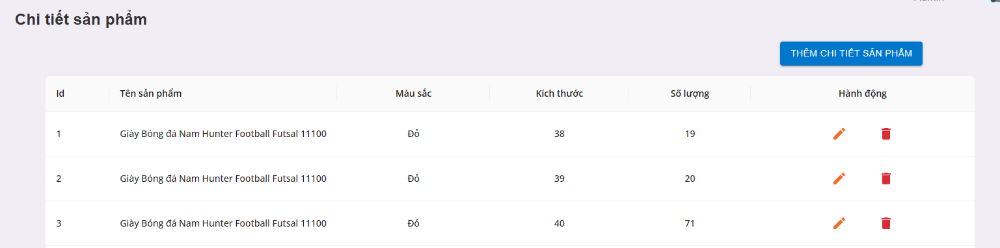 Chi tiết sản phẩm
THÊM CHI TIẾT SẢN PHẨM
Id Tên sản phẩm Màu sắc Kích thước Số lượng Hành động
1 Giày Bóng đá Nam Hunter Football Futsal 11100 Đỏ 38 19
2 Giày Bóng đá Nam Hunter Football Futsal 11100 Đỏ 39 20
3 Giày Bóng đá Nam Hunter Football Futsal 11100 Đỏ 40 71